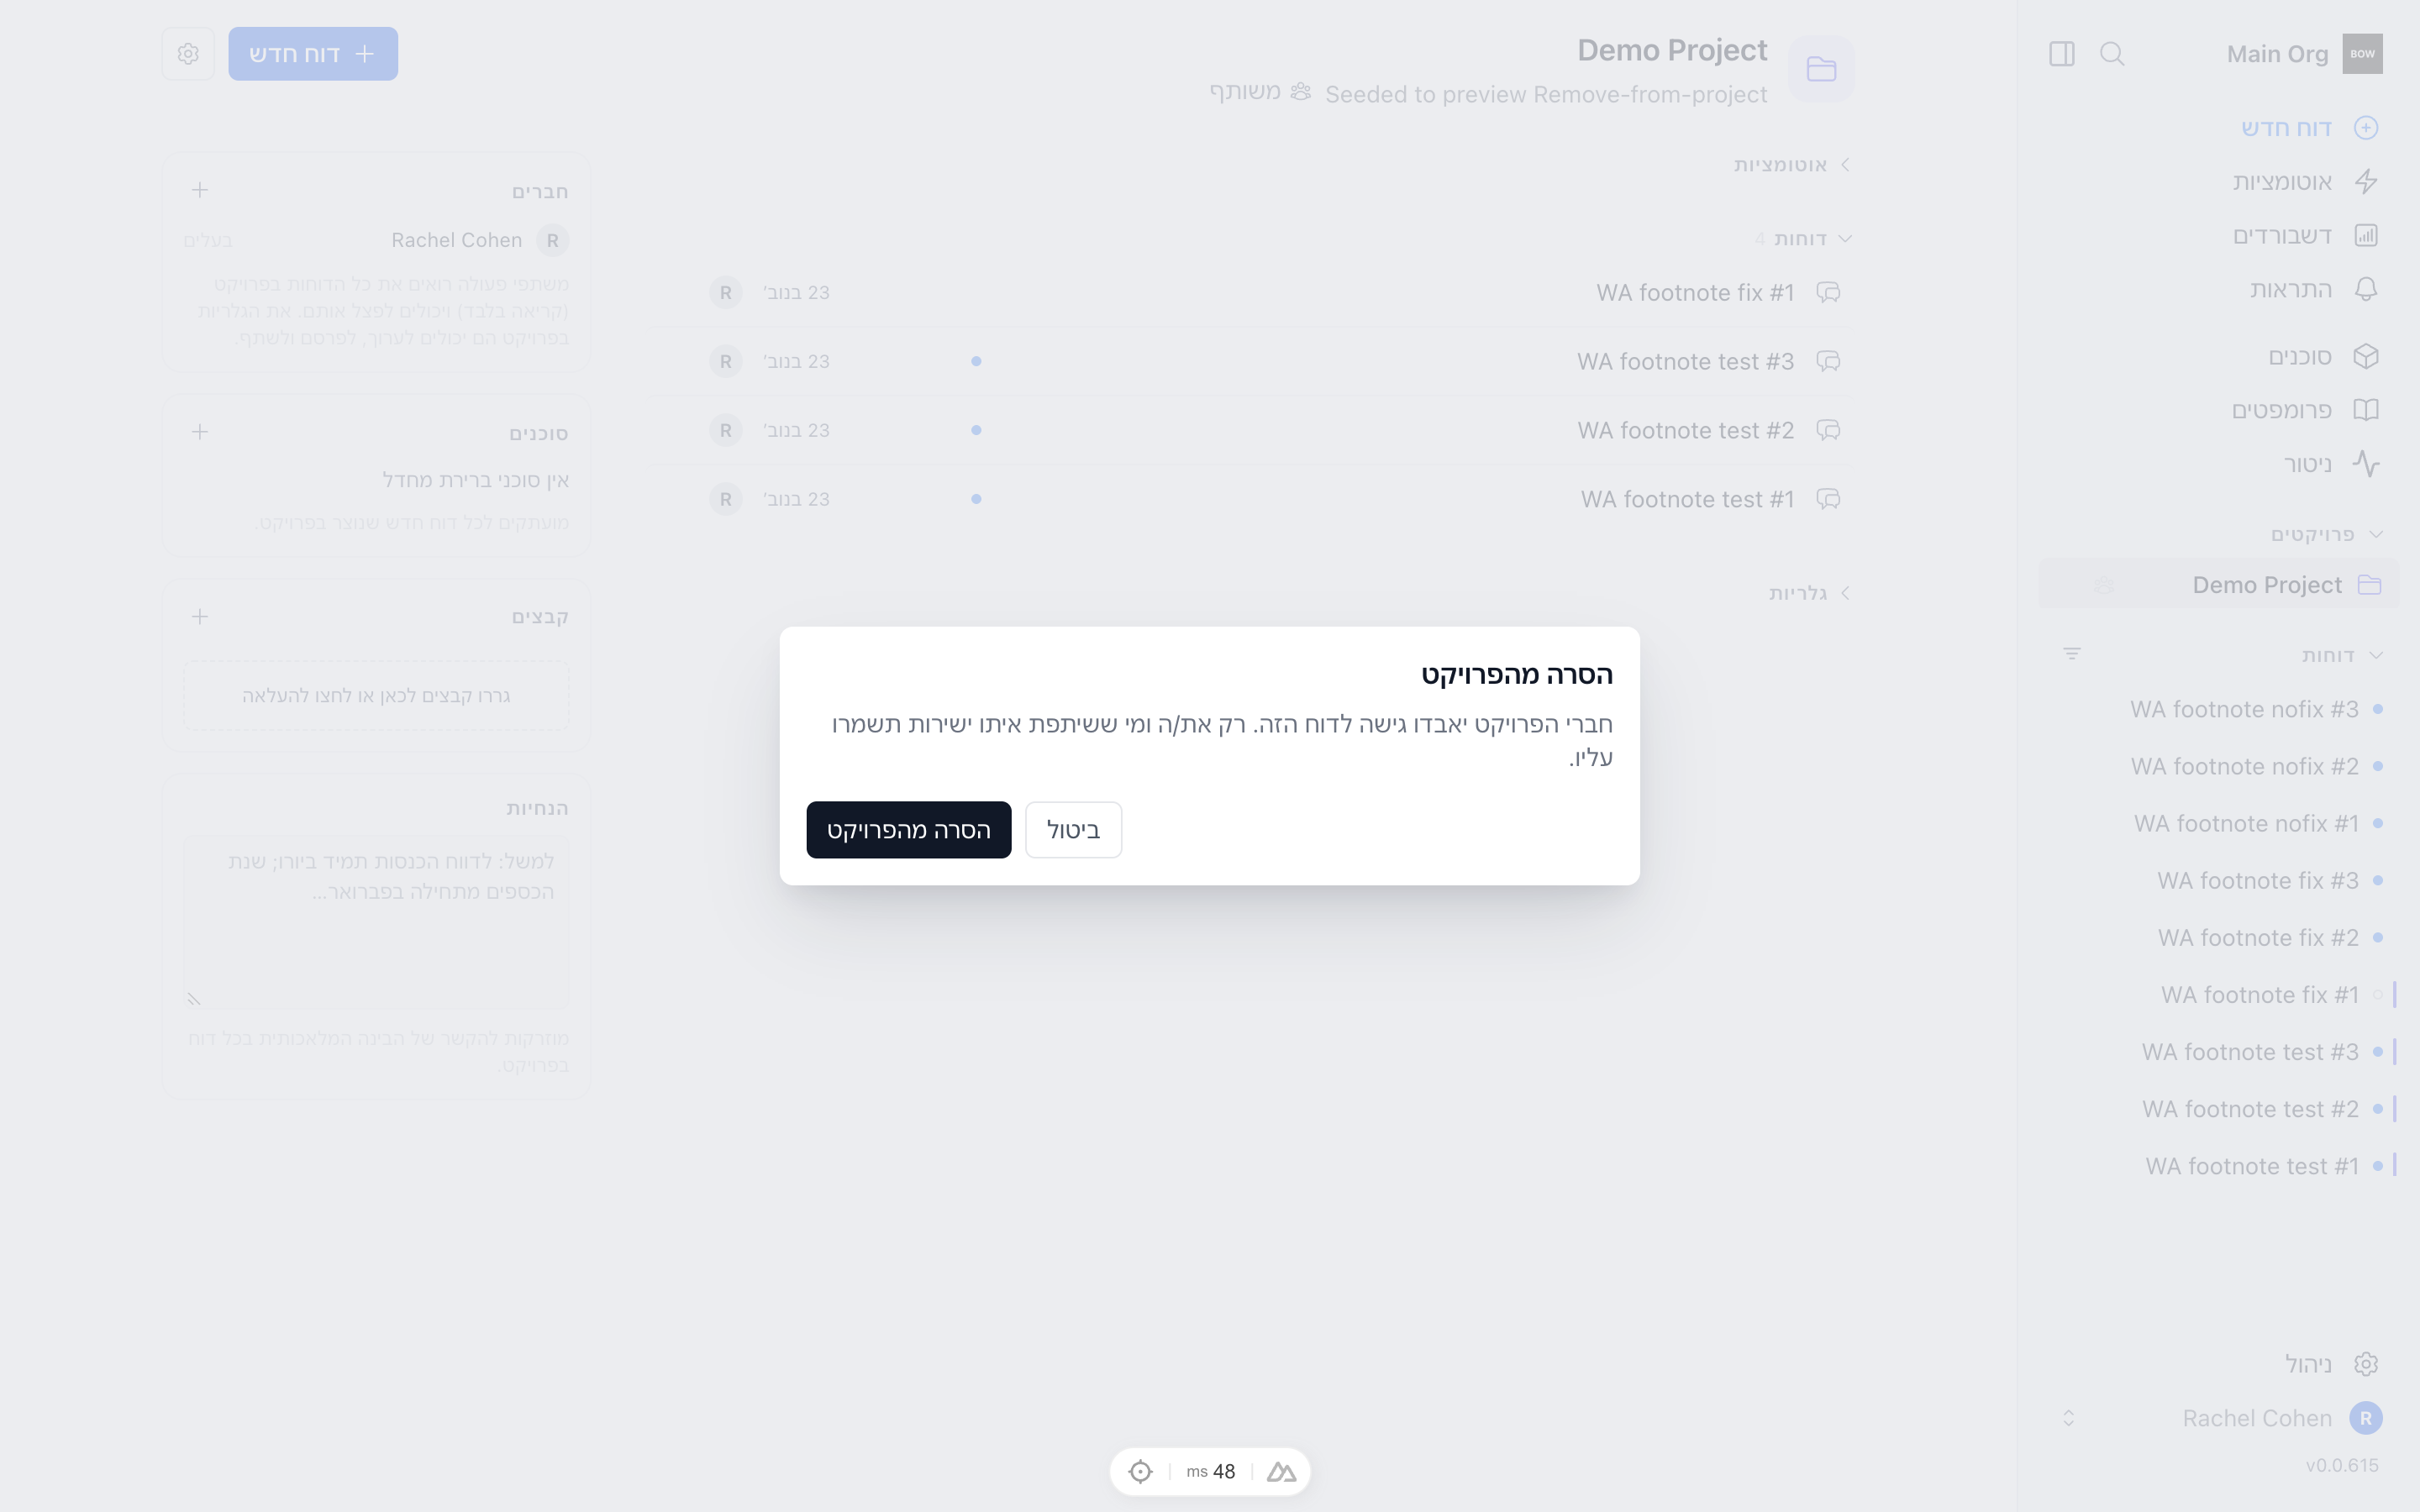 BOW
Main Org
דוח חדש
אוטומציות
דשבורדים
התראות
סוכנים
פרומפטים
ניטור
פרויקטים
Demo Project
דוחות
WA footnote nofix #3
WA footnote nofix #2
WA footnote nofix #1
WA footnote fix #3
WA footnote fix #2
WA footnote fix #1
WA footnote test #3
WA footnote test #2
WA footnote test #1
ניהול
R Rachel Cohen
v0.0.615
Demo Project
Seeded to preview Remove-from-project משותף
דוח חדש
אוטומציות
דוחות 4
WA footnote fix #1 23 בנוב׳ R
WA footnote test #3 23 בנוב׳ R
WA footnote test #2 23 בנוב׳ R
WA footnote test #1 23 בנוב׳ R
גלריות
הסרה מהפרויקט
חברי הפרויקט יאבדו גישה לדוח הזה. רק את/ה ומי ששיתפת איתו ישירות תשמרו
עליו.
ביטול
הסרה מהפרויקט
חברים
R Rachel Cohen בעלים
משתפי פעולה רואים את כל הדוחות בפרויקט
(קריאה בלבד) ויכולים לפצל אותם. את הגלריות
בפרויקט הם יכולים לערוך, לפרסם ולשתף.
סוכנים
אין סוכני ברירת מחדל
מועתקים לכל דוח חדש שנוצר בפרויקט.
קבצים
גררו קבצים לכאן או לחצו להעלאה
הנחיות
למשל: לדווח הכנסות תמיד ביורו; שנת
הכספים מתחילה בפברואר...
מוזרקות להקשר של הבינה המלאכותית בכל דוח
בפרויקט.
48 ms